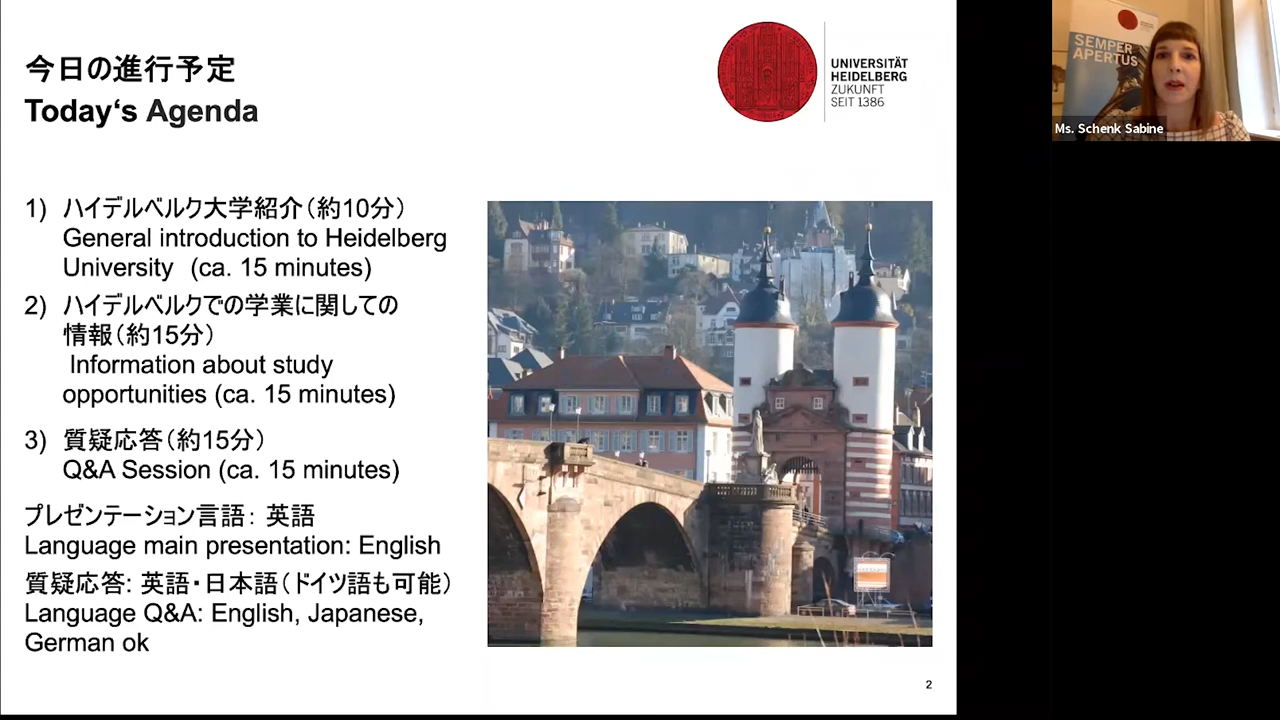 今日の進行予定
Today‘s Agenda
UNIVERSITÄT
HEIDELBERG
ZUKUNFT
SEIT 1386
1) ハイデルベルク大学紹介（約10分）
General introduction to Heidelberg
University (ca. 15 minutes)
2) ハイデルベルクでの学業に関しての
情報（約15分）
Information about study
opportunities (ca. 15 minutes)
3) 質疑応答（約15分）
Q&A Session (ca. 15 minutes)
プレゼンテーション言語： 英語
Language main presentation: English
質疑応答: 英語・日本語（ドイツ語も可能）
Language Q&A: English, Japanese,
German ok
2
SEMPER
APERTUS
Ms. Schenk Sabine